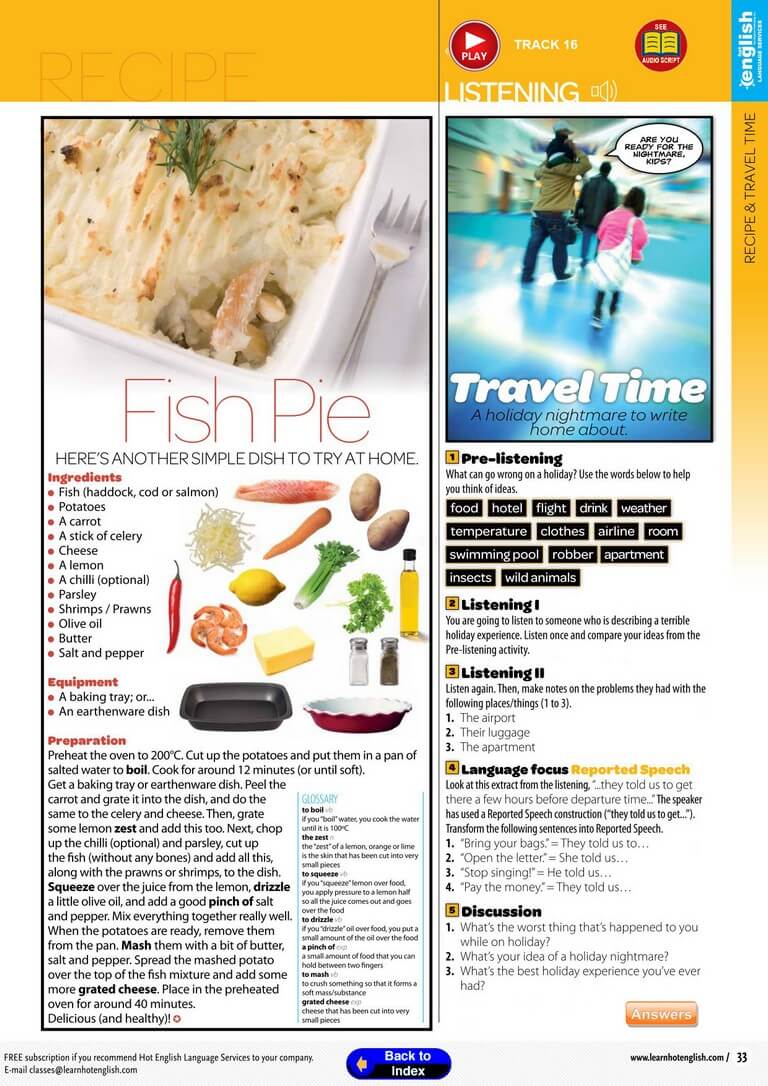 RECIPE
PLAY
TRACK 16
SEE
AUDIO SCRIPT
LISTENING
english
LANGUAGE SERVICES
RECIPE & TRAVEL TIME
Fish Pie
HERE'S ANOTHER SIMPLE DISH TO TRY AT HOME.
Ingredients
Fish (haddock, cod or salmon)
Potatoes
A carrot
A stick of celery
Cheese
A lemon
A chilli (optional)
Parsley
Shrimps / Prawns
Olive oil
Butter
Salt and pepper
Equipment
A baking tray; or...
An earthenware dish
Preparation
Preheat the oven to 200°C. Cut up the potatoes and put them in a pan of
salted water to boil. Cook for around 12 minutes (or until soft).
Get a baking tray or earthenware dish. Peel the
carrot and grate it into the dish, and do the
same to the celery and cheese. Then, grate
some lemon zest and add this too. Next, chop
up the chilli (optional) and parsley, cut up
the fish (without any bones) and add all this,
along with the prawns or shrimps, to the dish.
Squeeze over the juice from the lemon, drizzle
a little olive oil, and add a good pinch of salt
and pepper. Mix everything together really well.
When the potatoes are ready, remove them
from the pan. Mash them with a bit of butter,
salt and pepper. Spread the mashed potato
over the top of the fish mixture and add some
more grated cheese. Place in the preheated
oven for around 40 minutes.
Delicious (and healthy)!
GLOSSARY
to boil vb
if you "boil" water, you cook the water
until it is 100°C
the zest n
the "zest" of a lemon, orange or lime
is the skin that has been cut into very
small pieces
to squeeze vb
if you "squeeze" lemon over food,
you apply pressure to a lemon half
so all the juice comes out and goes
over the food
to drizzle vb
if you "drizzle" oil over food, you put a
small amount of the oil over the food
a pinch of exp
a small amount of food that you can
hold between two fingers
to mash vb
to crush something so that it forms a
soft mass/substance
grated cheese exp
cheese that has been cut into very
small pieces
ARE YOU
READY FOR THE
NIGHTMARE,
KIDS?
Travel Time
A holiday nightmare to write
home about.
1 Pre-listening
What can go wrong on a holiday? Use the words below to help
you think of ideas.
food hotel flight drink weather
temperature clothes airline room
swimming pool robber apartment
insects wild animals
2 Listening I
You are going to listen to someone who is describing a terrible
holiday experience. Listen once and compare your ideas from the
Pre-listening activity.
3 Listening II
Listen again. Then, make notes on the problems they had with the
following places/things (1 to 3).
1. The airport
2. Their luggage
3. The apartment
4 Language focus Reported Speech
Look at this extract from the listening, "...they told us to get
there a few hours before departure time..." The speaker
has used a Reported Speech construction ("they told us to get...").
Transform the following sentences into Reported Speech.
1. "Bring your bags." = They told us to…
2. "Open the letter." = She told us…
3. "Stop singing!" = He told us…
4. "Pay the money." = They told us…
5 Discussion
1. What's the worst thing that's happened to you
while on holiday?
2. What's your idea of a holiday nightmare?
3. What's the best holiday experience you've ever
had?
Answers
FREE subscription if you recommend Hot English Language Services to your company.
E-mail classes@learnhotenglish.com
Back to
Index
www.learnhotenglish.com / 33